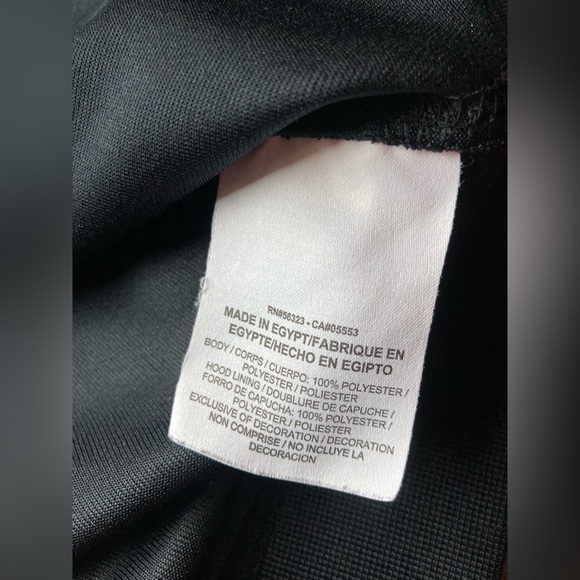 RN#56323 - CA#05553
MADE IN EGYPT/FABRIQUE EN
EGYPTE/HECHO EN EGIPTO
BODY / CORPS / CUERPO: 100% POLYESTER /
POLYESTER / POLIESTER
HOOD LINING / DOUBLURE DE CAPUCHE /
FORRO DE CAPUCHA: 100% POLYESTER /
POLYESTER / POLIESTER
EXCLUSIVE OF DECORATION / DECORATION
NON COMPRISE / NO INCLUYE LA
DECORACION